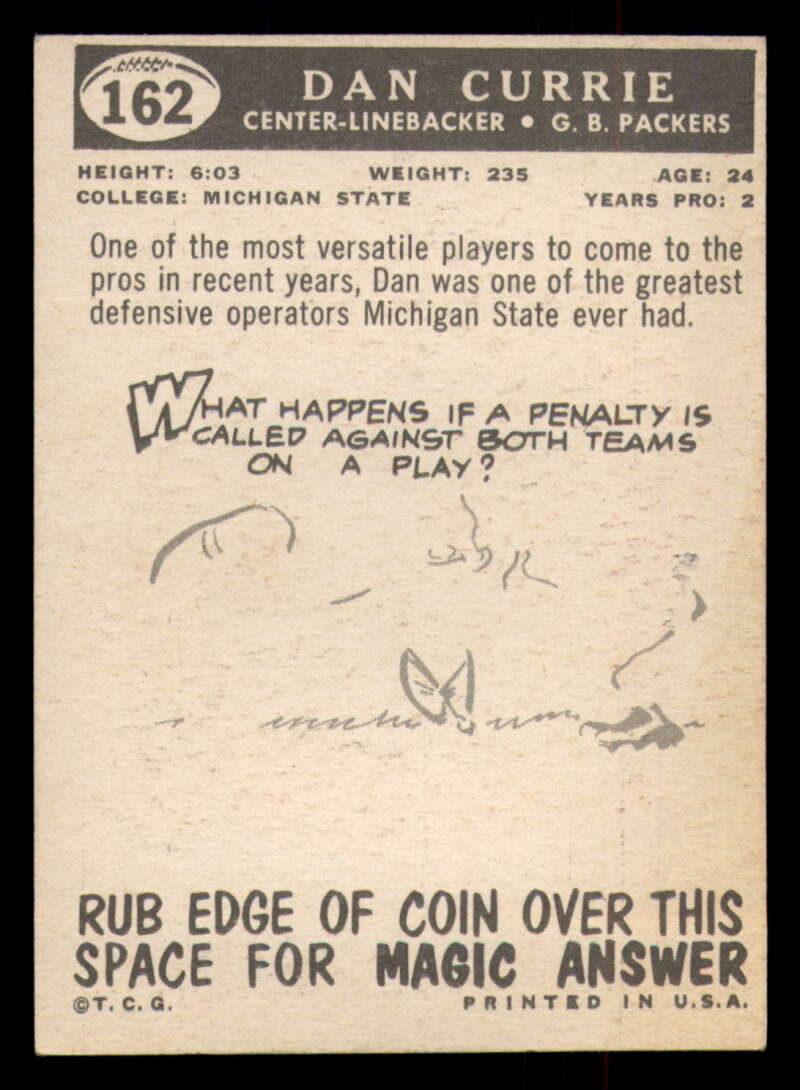 162
DAN CURRIE
CENTER-LINEBACKER • G. B. PACKERS
HEIGHT: 6:03 WEIGHT: 235 AGE: 24
COLLEGE: MICHIGAN STATE YEARS PRO: 2
One of the most versatile players to come to the
pros in recent years, Dan was one of the greatest
defensive operators Michigan State ever had.
WHAT HAPPENS IF A PENALTY IS
CALLED AGAINST BOTH TEAMS
ON A PLAY?
RUB EDGE OF COIN OVER THIS
SPACE FOR MAGIC ANSWER
©T. C. G. PRINTED IN U.S.A.